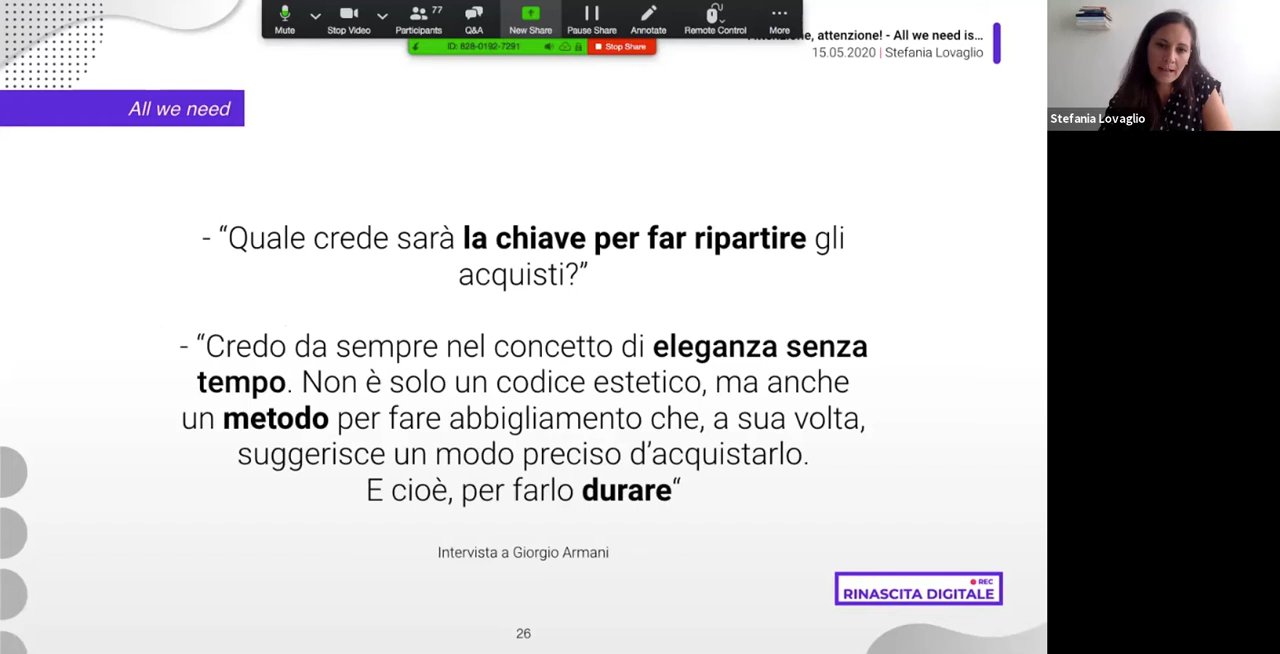 77
Mute
Stop Video
Participants
Q&A
New Share
Pause Share
Annotate
Remote Control
More
ID: 828-0192-7291
Stop Share
attenzione! - All we need is...
15.05.2020 | Stefania Lovaglio
Stefania Lovaglio
All we need
- “Quale crede sarà la chiave per far ripartire gli
acquisti?”
- “Credo da sempre nel concetto di eleganza senza
tempo. Non è solo un codice estetico, ma anche
un metodo per fare abbigliamento che, a sua volta,
suggerisce un modo preciso d’acquistarlo.
E cioè, per farlo durare“
Intervista a Giorgio Armani
REC
RINASCITA DIGITALE
26